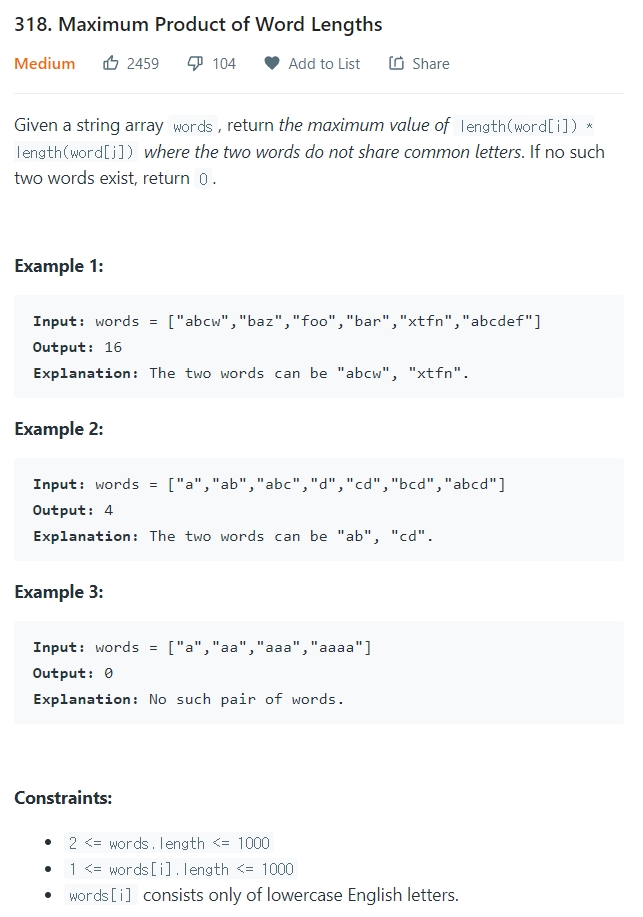 318. Maximum Product of Word Lengths
Medium 2459 104 Add to List Share
Given a string array words , return the maximum value of length(word[i]) *
length(word[j]) where the two words do not share common letters. If no such
two words exist, return 0 .
Example 1:
Input: words = ["abcw","baz","foo","bar","xtfn","abcdef"]
Output: 16
Explanation: The two words can be "abcw", "xtfn".
Example 2:
Input: words = ["a","ab","abc","d","cd","bcd","abcd"]
Output: 4
Explanation: The two words can be "ab", "cd".
Example 3:
Input: words = ["a","aa","aaa","aaaa"]
Output: 0
Explanation: No such pair of words.
Constraints:
• 2 <= words.length <= 1000
• 1 <= words[i].length <= 1000
• words[i] consists only of lowercase English letters.